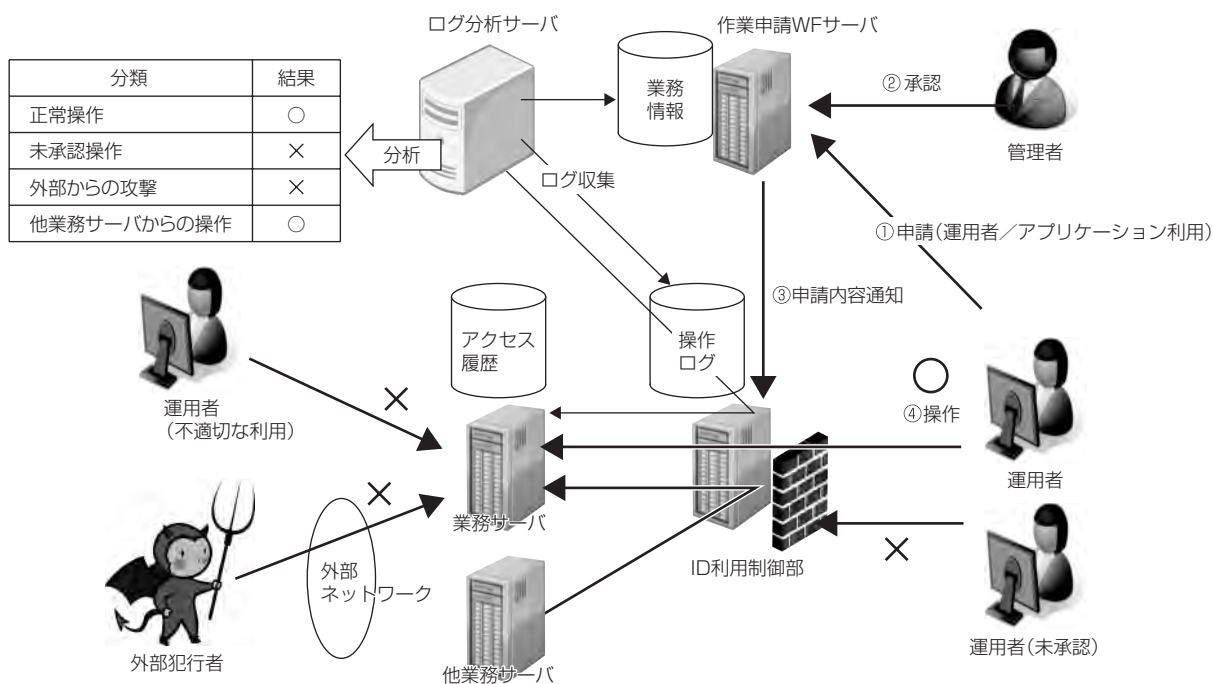 ログ分析サーバ
作業申請WFサーバ
分類
結果
正常操作
○
未承認操作
×
外部からの攻撃
×
他業務サーバからの操作
○
分析
業務
情報
②承認
管理者
ログ収集
①申請(運用者/アプリケーション利用)
③申請内容通知
アクセス
履歴
操作
ログ
運用者
(不適切な利用)
×
○
④操作
運用者
×
業務サーバ
外部
ネットワーク
ID利用制御部
×
外部犯行者
他業務サーバ
運用者(未承認)